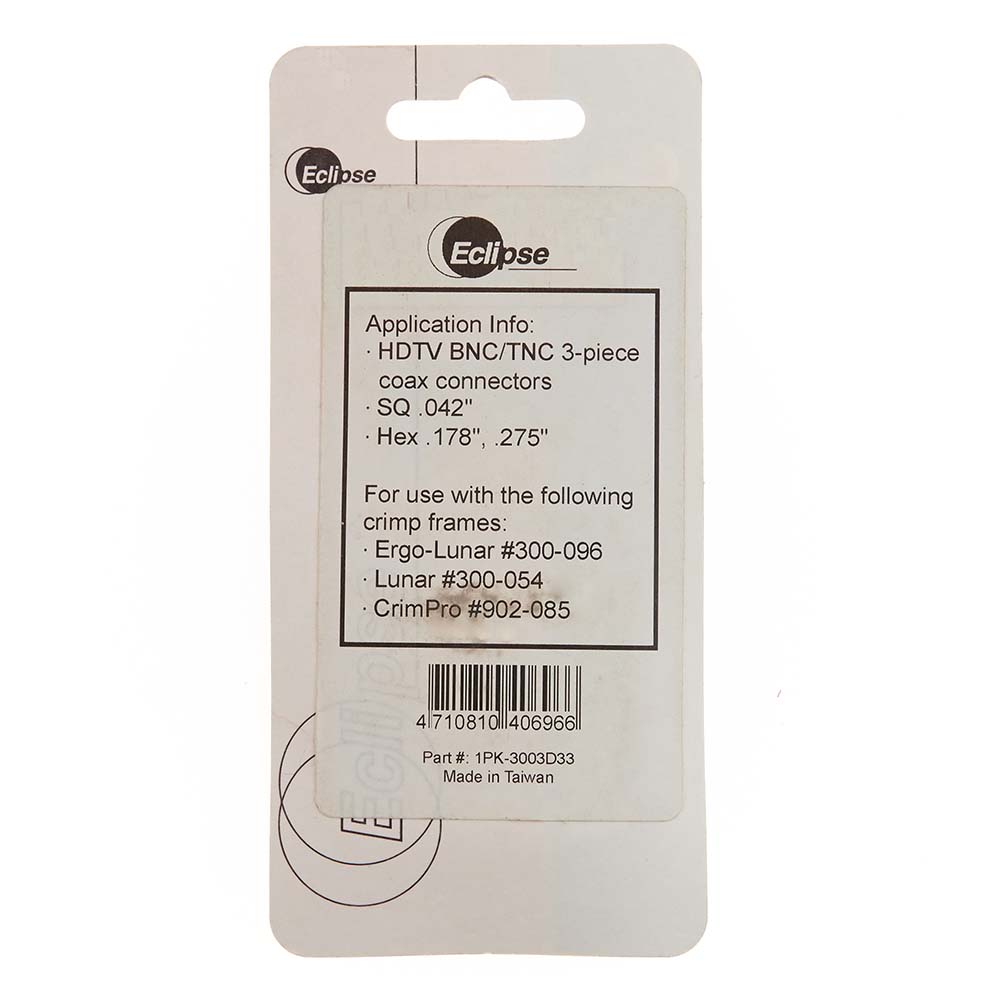 Eclipse
Eclipse
Application Info:
· HDTV BNC/TNC 3-piece
coax connectors
· SQ .042"
· Hex .178", .275"
For use with the following
crimp frames:
· Ergo-Lunar #300-096
· Lunar #300-054
· CrimPro #902-085
4 710810 406966
Part #: 1PK-3003D33
Made in Taiwan
Eclipse